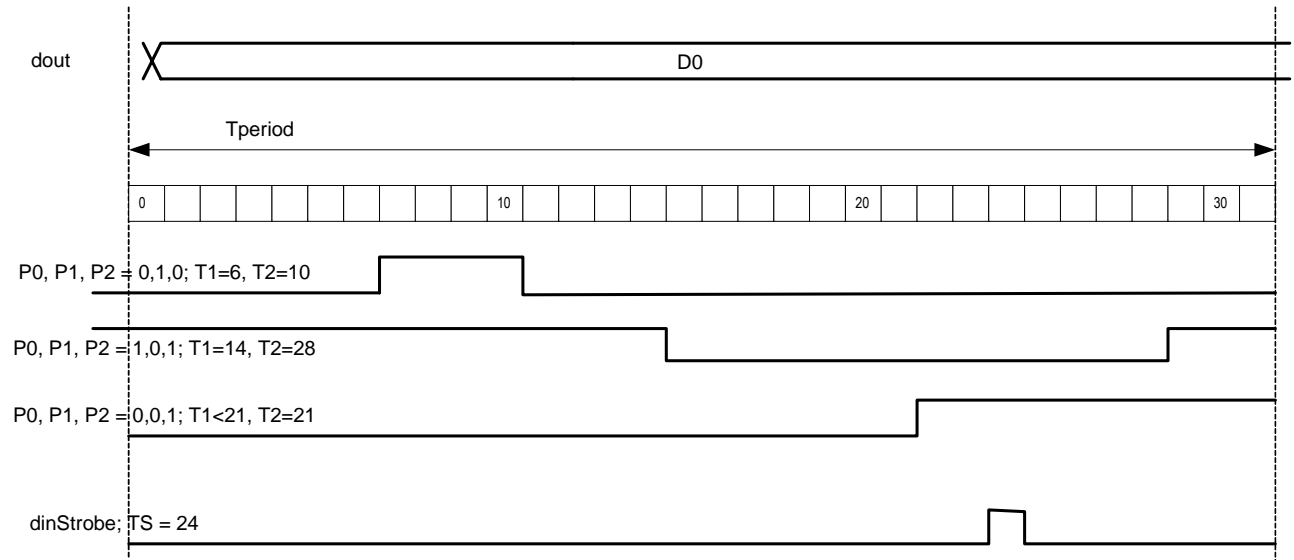 dout
D0
Tperiod
0 10 20 30
P0, P1, P2 = 0,1,0; T1=6, T2=10
P0, P1, P2 = 1,0,1; T1=14, T2=28
P0, P1, P2 = 0,0,1; T1<21, T2=21
dinStrobe; TS = 24